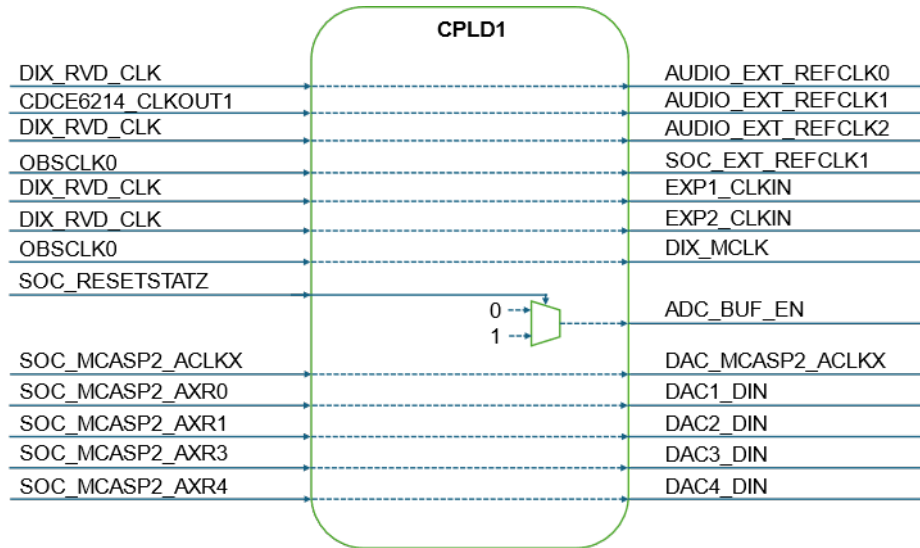 CPLD1
DIX_RVD_CLK AUDIO_EXT_REFCLK0
CDCE6214_CLKOUT1 AUDIO_EXT_REFCLK1
DIX_RVD_CLK AUDIO_EXT_REFCLK2
OBSCLK0 SOC_EXT_REFCLK1
DIX_RVD_CLK EXP1_CLKIN
DIX_RVD_CLK EXP2_CLKIN
OBSCLK0 DIX_MCLK
SOC_RESETSTATZ
0 ADC_BUF_EN
1
SOC_MCASP2_ACLKX DAC_MCASP2_ACLKX
SOC_MCASP2_AXR0 DAC1_DIN
SOC_MCASP2_AXR1 DAC2_DIN
SOC_MCASP2_AXR3 DAC3_DIN
SOC_MCASP2_AXR4 DAC4_DIN